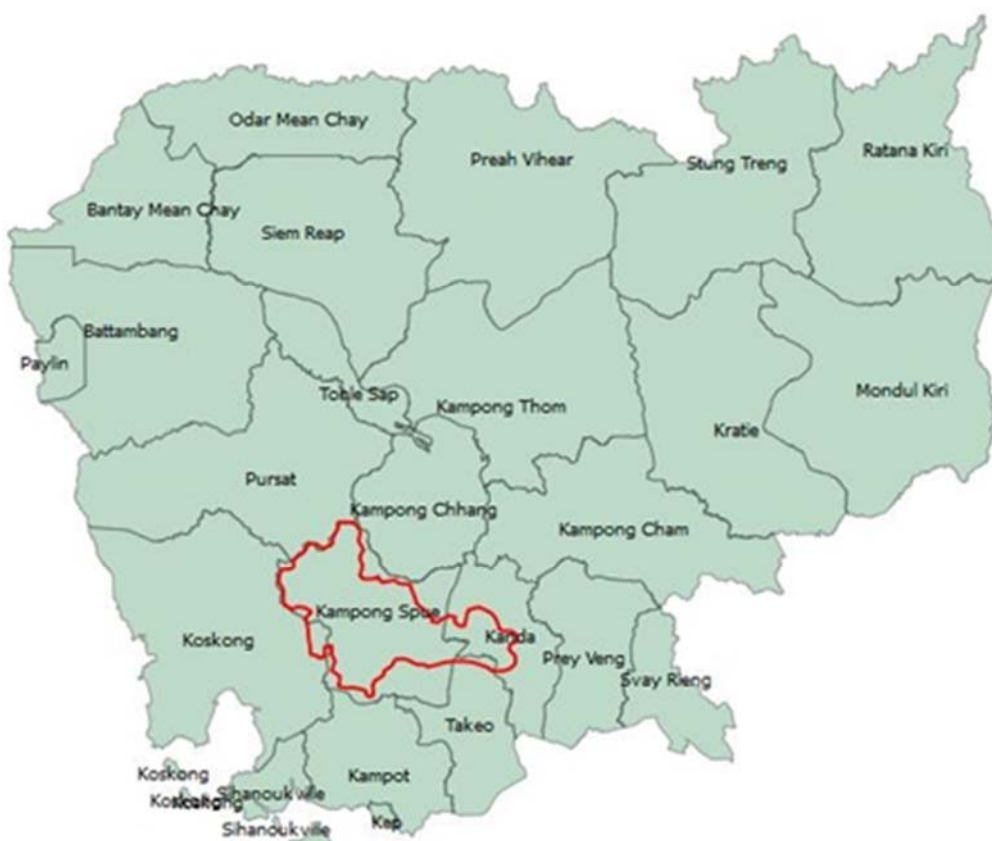 Odar Mean Chay
Preah Vihear
Stung Treng
Ratana Kiri
Bantay Mean Chay
Siem Reap
Battambang
Paylin
Toble Sap
Kampong Thom
Mondul Kiri
Kratie
Pursat
Kampong Chhang
Kampong Cham
Kampong Spue
Koskong
Kanda
Prey Veng
Svay Rieng
Takeo
Koskong
Kampot
Sihanoukville
Kep
Sihanoukville